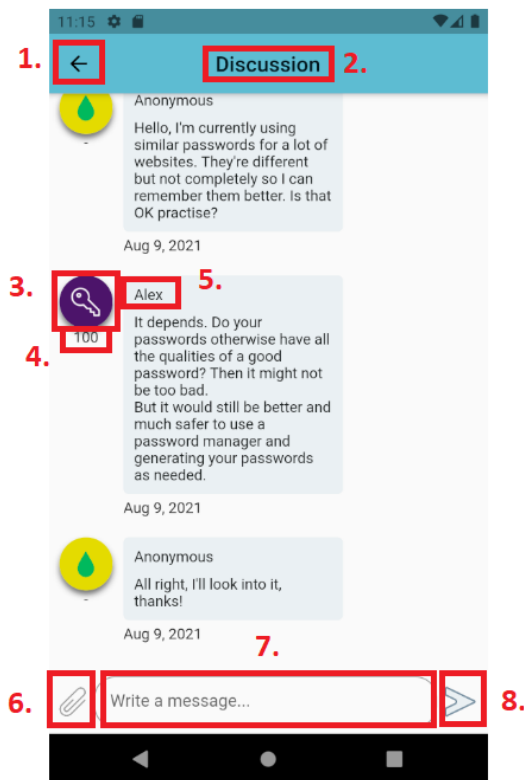 11:15
1.
Discussion
2.
Anonymous
Hello, I'm currently using
similar passwords for a lot of
websites. They're different
but not completely so I can
remember them better. Is that
OK practise?
-
Aug 9, 2021
3.
5.
Alex
4.
100
It depends. Do your
passwords otherwise have all
the qualities of a good
password? Then it might not
be too bad.
But it would still be better and
much safer to use a
password manager and
generating your passwords
as needed.
Aug 9, 2021
Anonymous
All right, I'll look into it,
thanks!
-
Aug 9, 2021
7.
6.
Write a message...
8.